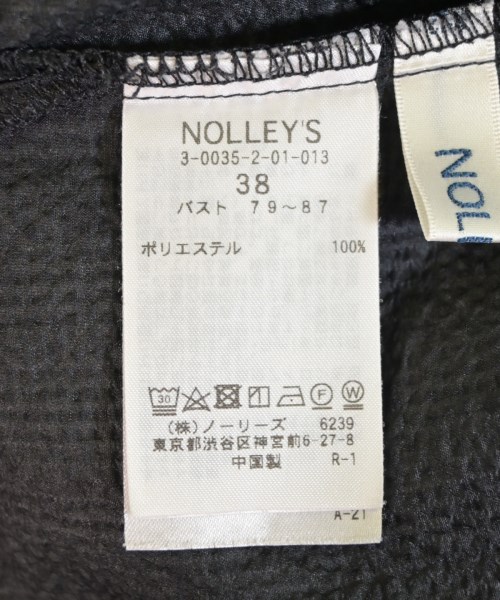 NOLLEY'S
3-0035-2-01-013
38
バスト 79〜87
ポリエステル 100%
30 F W
(株)ノーリーズ 6239
東京都渋谷区神宮前6-27-8
中国製 R-1
A-21
NOL